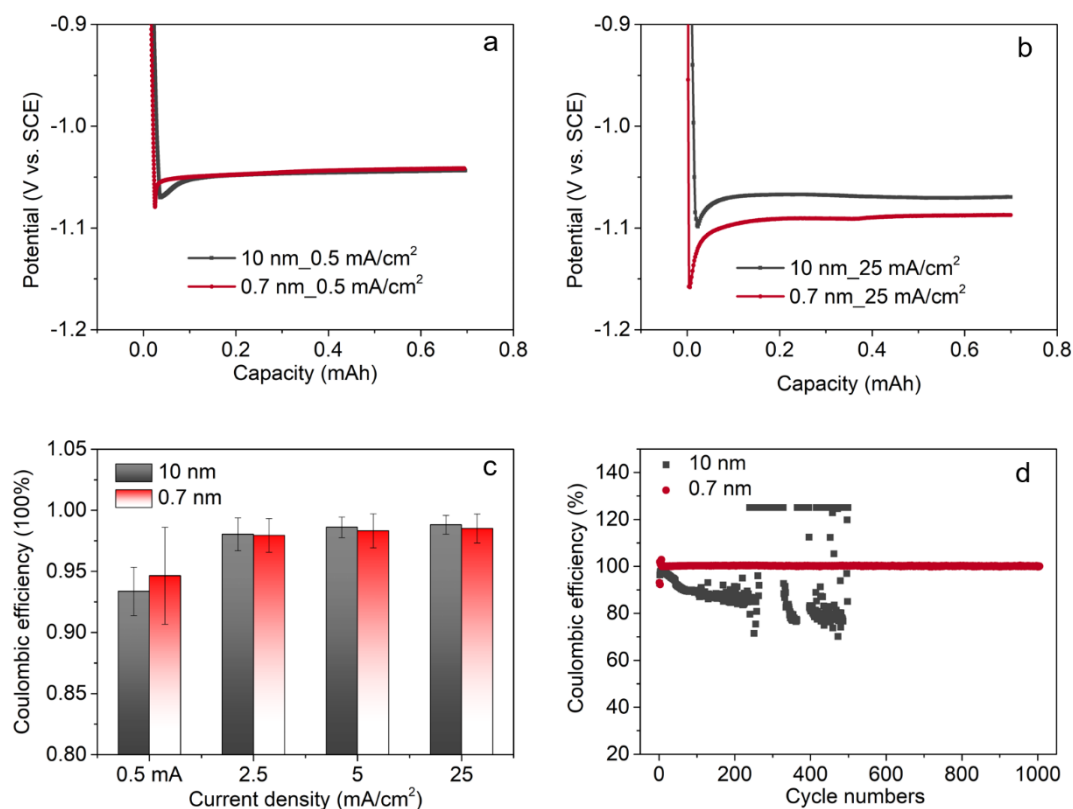 a
-0.9
-1.0
-1.1
-1.2
Potential (V vs. SCE)
10 nm_0.5 mA/cm²
0.7 nm_0.5 mA/cm²
0.0 0.2 0.4 0.6 0.8
Capacity (mAh)
b
-0.9
-1.0
-1.1
-1.2
Potential (V vs. SCE)
10 nm_25 mA/cm²
0.7 nm_25 mA/cm²
0.0 0.2 0.4 0.6 0.8
Capacity (mAh)
c
1.05
1.00
0.95
0.90
0.85
0.80
Coulombic efficiency (100%)
10 nm
0.7 nm
0.5 mA 2.5 5 25
Current density (mA/cm²)
d
140
120
100
80
60
40
20
Coulombic efficiency (%)
10 nm
0.7 nm
0 200 400 600 800 1000
Cycle numbers